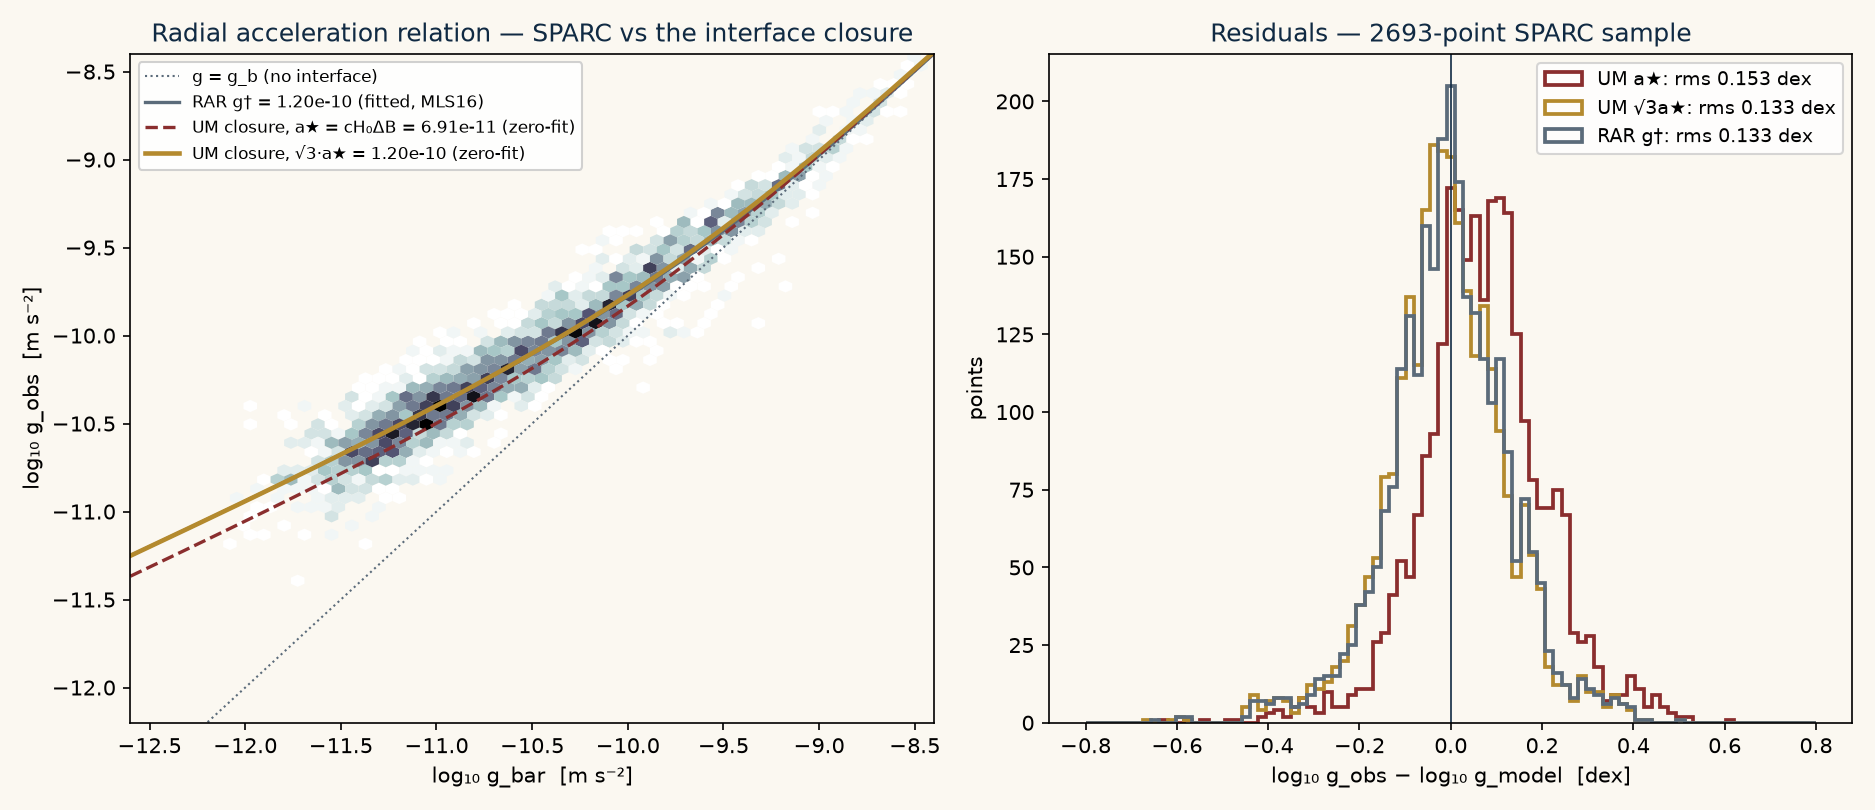 Radial acceleration relation — SPARC vs the interface closure
g = g_b (no interface)
RAR g† = 1.20e-10 (fitted, MLS16)
UM closure, a★ = cH₀ΔB = 6.91e-11 (zero-fit)
UM closure, √3·a★ = 1.20e-10 (zero-fit)
log₁₀ g_obs [m s⁻²]
−8.5
−9.0
−9.5
−10.0
−10.5
−11.0
−11.5
−12.0
−12.5 −12.0 −11.5 −11.0 −10.5 −10.0 −9.5 −9.0 −8.5
log₁₀ g_bar [m s⁻²]
Residuals — 2693-point SPARC sample
UM a★: rms 0.153 dex
UM √3a★: rms 0.133 dex
RAR g†: rms 0.133 dex
points
200
175
150
125
100
75
50
25
0
−0.8 −0.6 −0.4 −0.2 0.0 0.2 0.4 0.6 0.8
log₁₀ g_obs − log₁₀ g_model [dex]